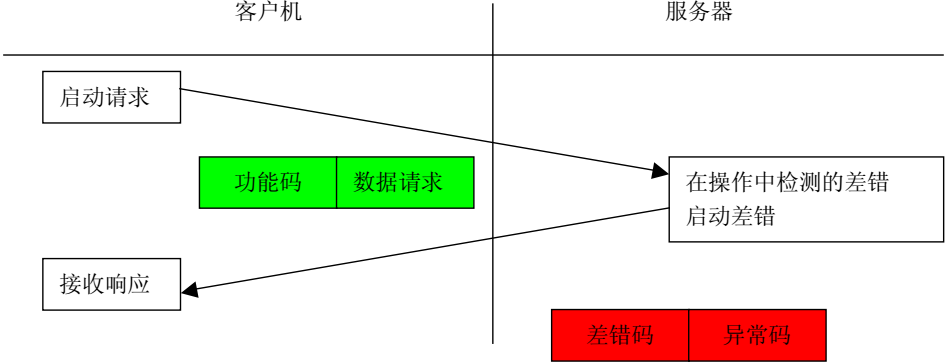 客户机
服务器
启动请求
功能码
数据请求
在操作中检测的差错
启动差错
接收响应
差错码
异常码